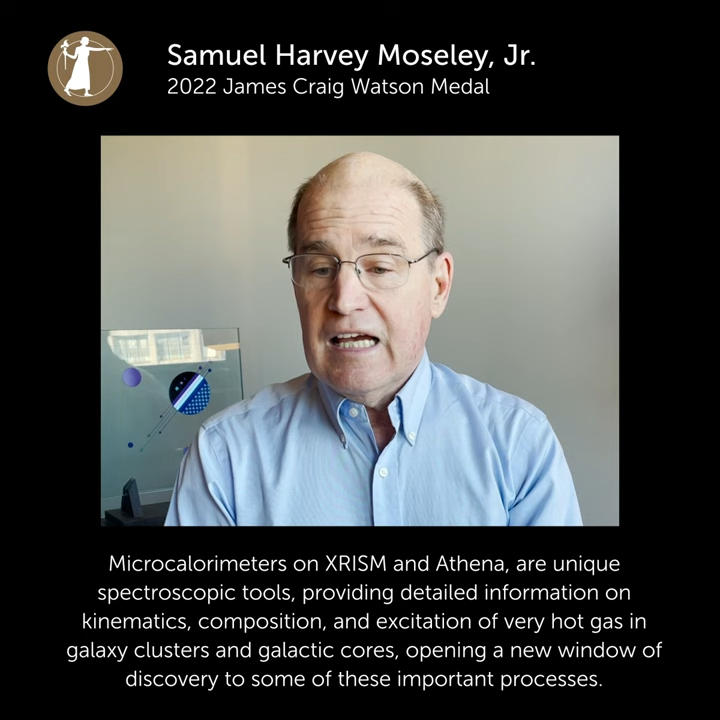 Samuel Harvey Moseley, Jr.
2022 James Craig Watson Medal
Microcalorimeters on XRISM and Athena, are unique
spectroscopic tools, providing detailed information on
kinematics, composition, and excitation of very hot gas in
galaxy clusters and galactic cores, opening a new window of
discovery to some of these important processes.